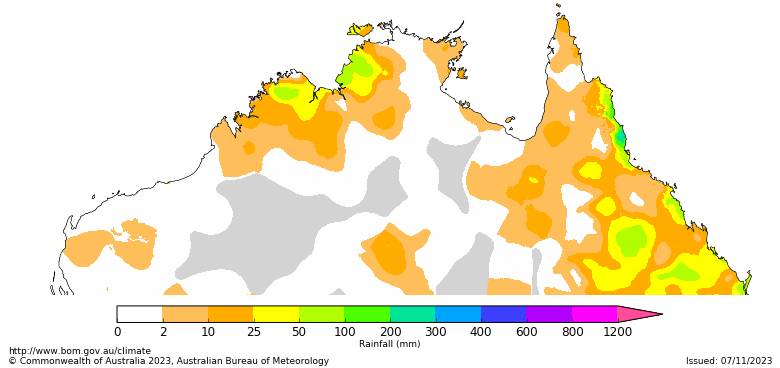 0 2 10 25 50 100 200 300 400 600 800 1200
Rainfall (mm)
http://www.bom.gov.au/climate
© Commonwealth of Australia 2023, Australian Bureau of Meteorology Issued: 07/11/2023